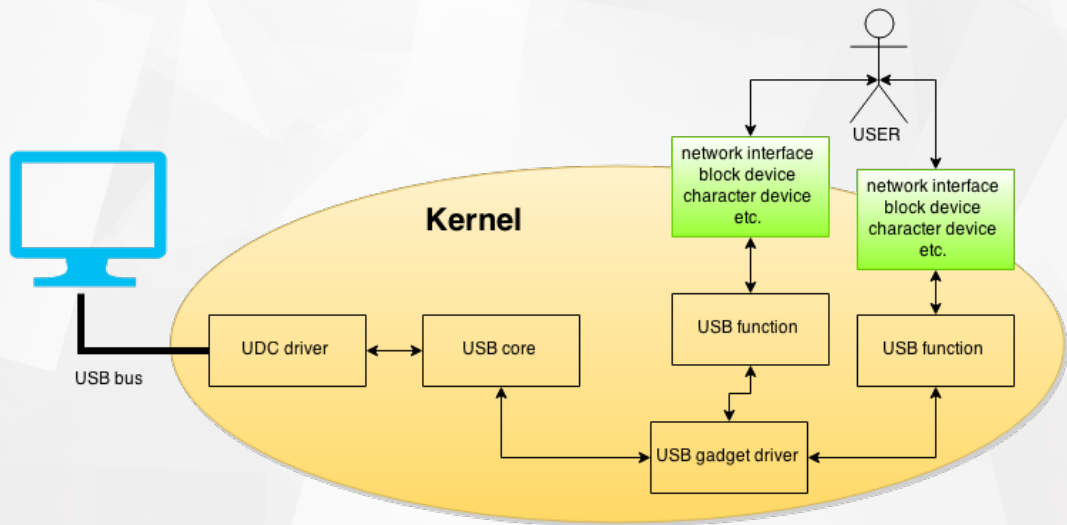 USER
network interface
block device
character device
etc.
network interface
block device
character device
etc.
Kernel
USB function
UDC driver
USB core
USB function
USB bus
USB gadget driver